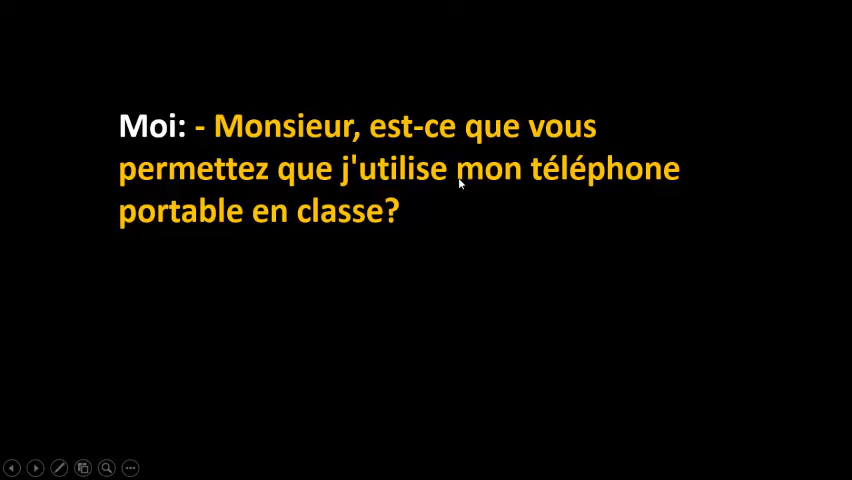 Moi: - Monsieur, est-ce que vous
permettez que j'utilise mon téléphone
portable en classe?